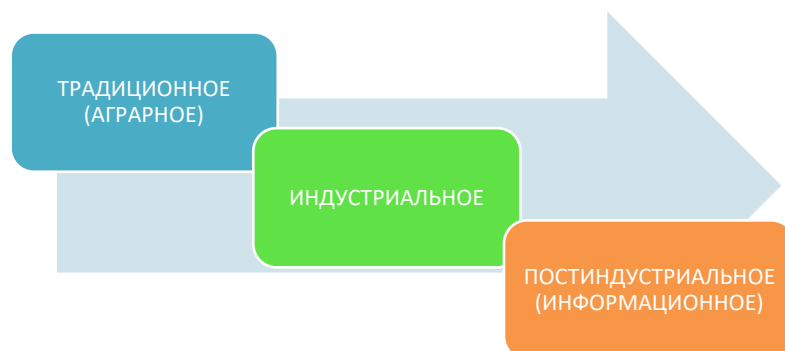 ТРАДИЦИОННОЕ
(АГРАРНОЕ)
ИНДУСТРИАЛЬНОЕ
ПОСТИНДУСТРИАЛЬНОЕ
(ИНФОРМАЦИОННОЕ)